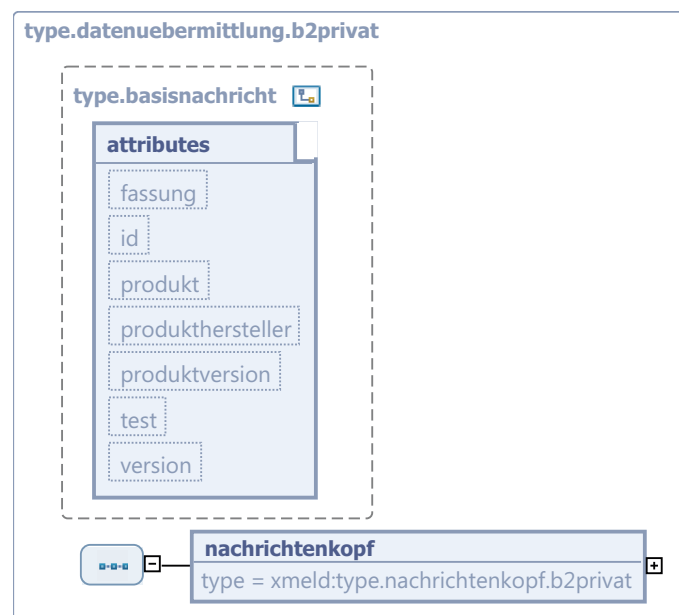 type.datenuebermittlung.b2privat
type.basisnachricht
attributes
fassung
id
produkt
produkthersteller
produktversion
test
version
nachrichtenkopf
type = xmeld:type.nachrichtenkopf.b2privat